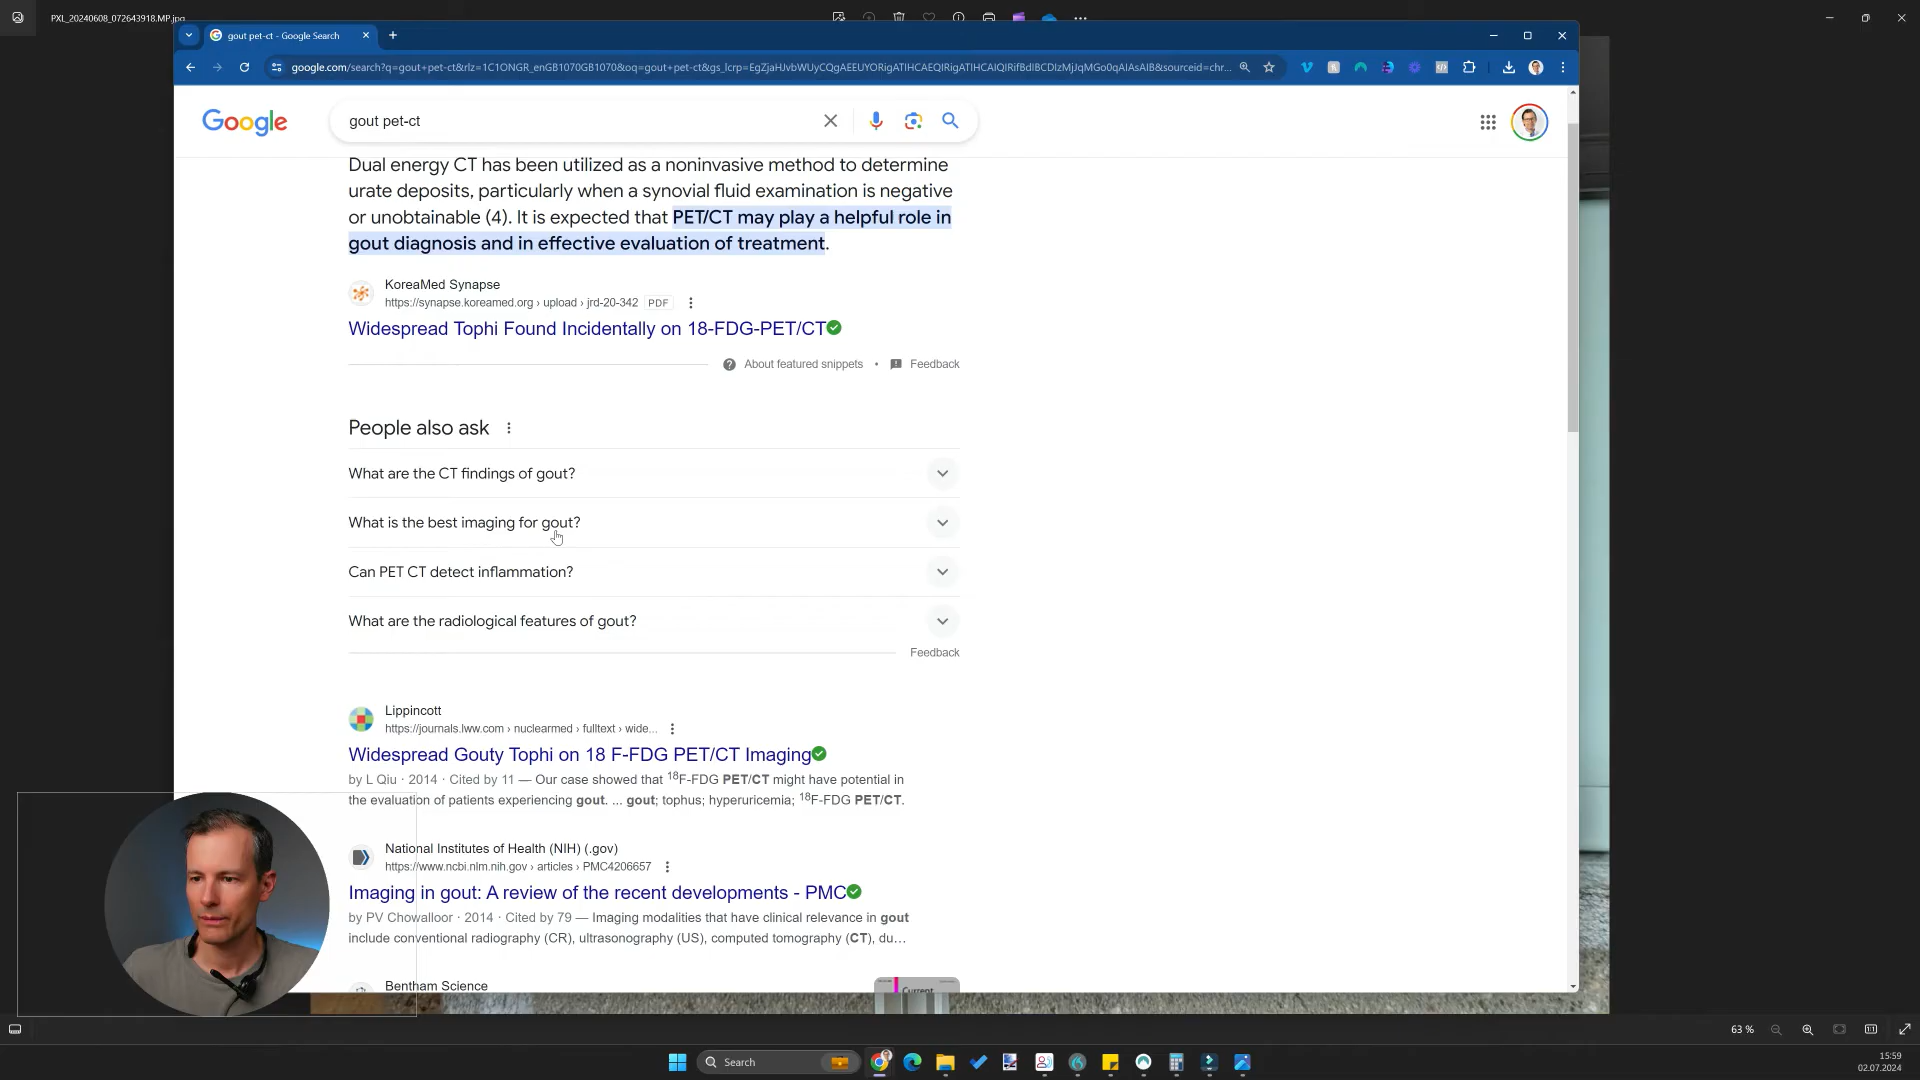 PXL_20240608_072643918.MP.jpg
gout pet-ct - Google Search
google.com/search?q=gout+pet-ct&rlz=1C1ONGR_enGB1070GB1070&oq=gout+pet-ct&gs_lcrp=EgZjaHJvbWUyCQgAEEUYORigATIHCAEQIRigATIHCAIQIRifBdIBCDIzMjJqMGo0qAIAsAIB&sourceid=chr...
Google
gout pet-ct
Dual energy CT has been utilized as a noninvasive method to determine
urate deposits, particularly when a synovial fluid examination is negative
or unobtainable (4). It is expected that PET/CT may play a helpful role in
gout diagnosis and in effective evaluation of treatment.
KoreaMed Synapse
https://synapse.koreamed.org › upload › jrd-20-342 PDF
Widespread Tophi Found Incidentally on 18-FDG-PET/CT
About featured snippets • Feedback
People also ask
What are the CT findings of gout?
What is the best imaging for gout?
Can PET CT detect inflammation?
What are the radiological features of gout?
Feedback
Lippincott
https://journals.lww.com › nuclearmed › fulltext › wide...
Widespread Gouty Tophi on 18 F-FDG PET/CT Imaging
by L Qiu · 2014 · Cited by 11 — Our case showed that 18F-FDG PET/CT might have potential in
the evaluation of patients experiencing gout. ... gout; tophus; hyperuricemia; 18F-FDG PET/CT.
National Institutes of Health (NIH) (.gov)
https://www.ncbi.nlm.nih.gov › articles › PMC4206657
Imaging in gout: A review of the recent developments - PMC
by PV Chowalloor · 2014 · Cited by 79 — Imaging modalities that have clinical relevance in gout
include conventional radiography (CR), ultrasonography (US), computed tomography (CT), du…
Bentham Science
Current
63 %
Search
15:59
02.07.2024